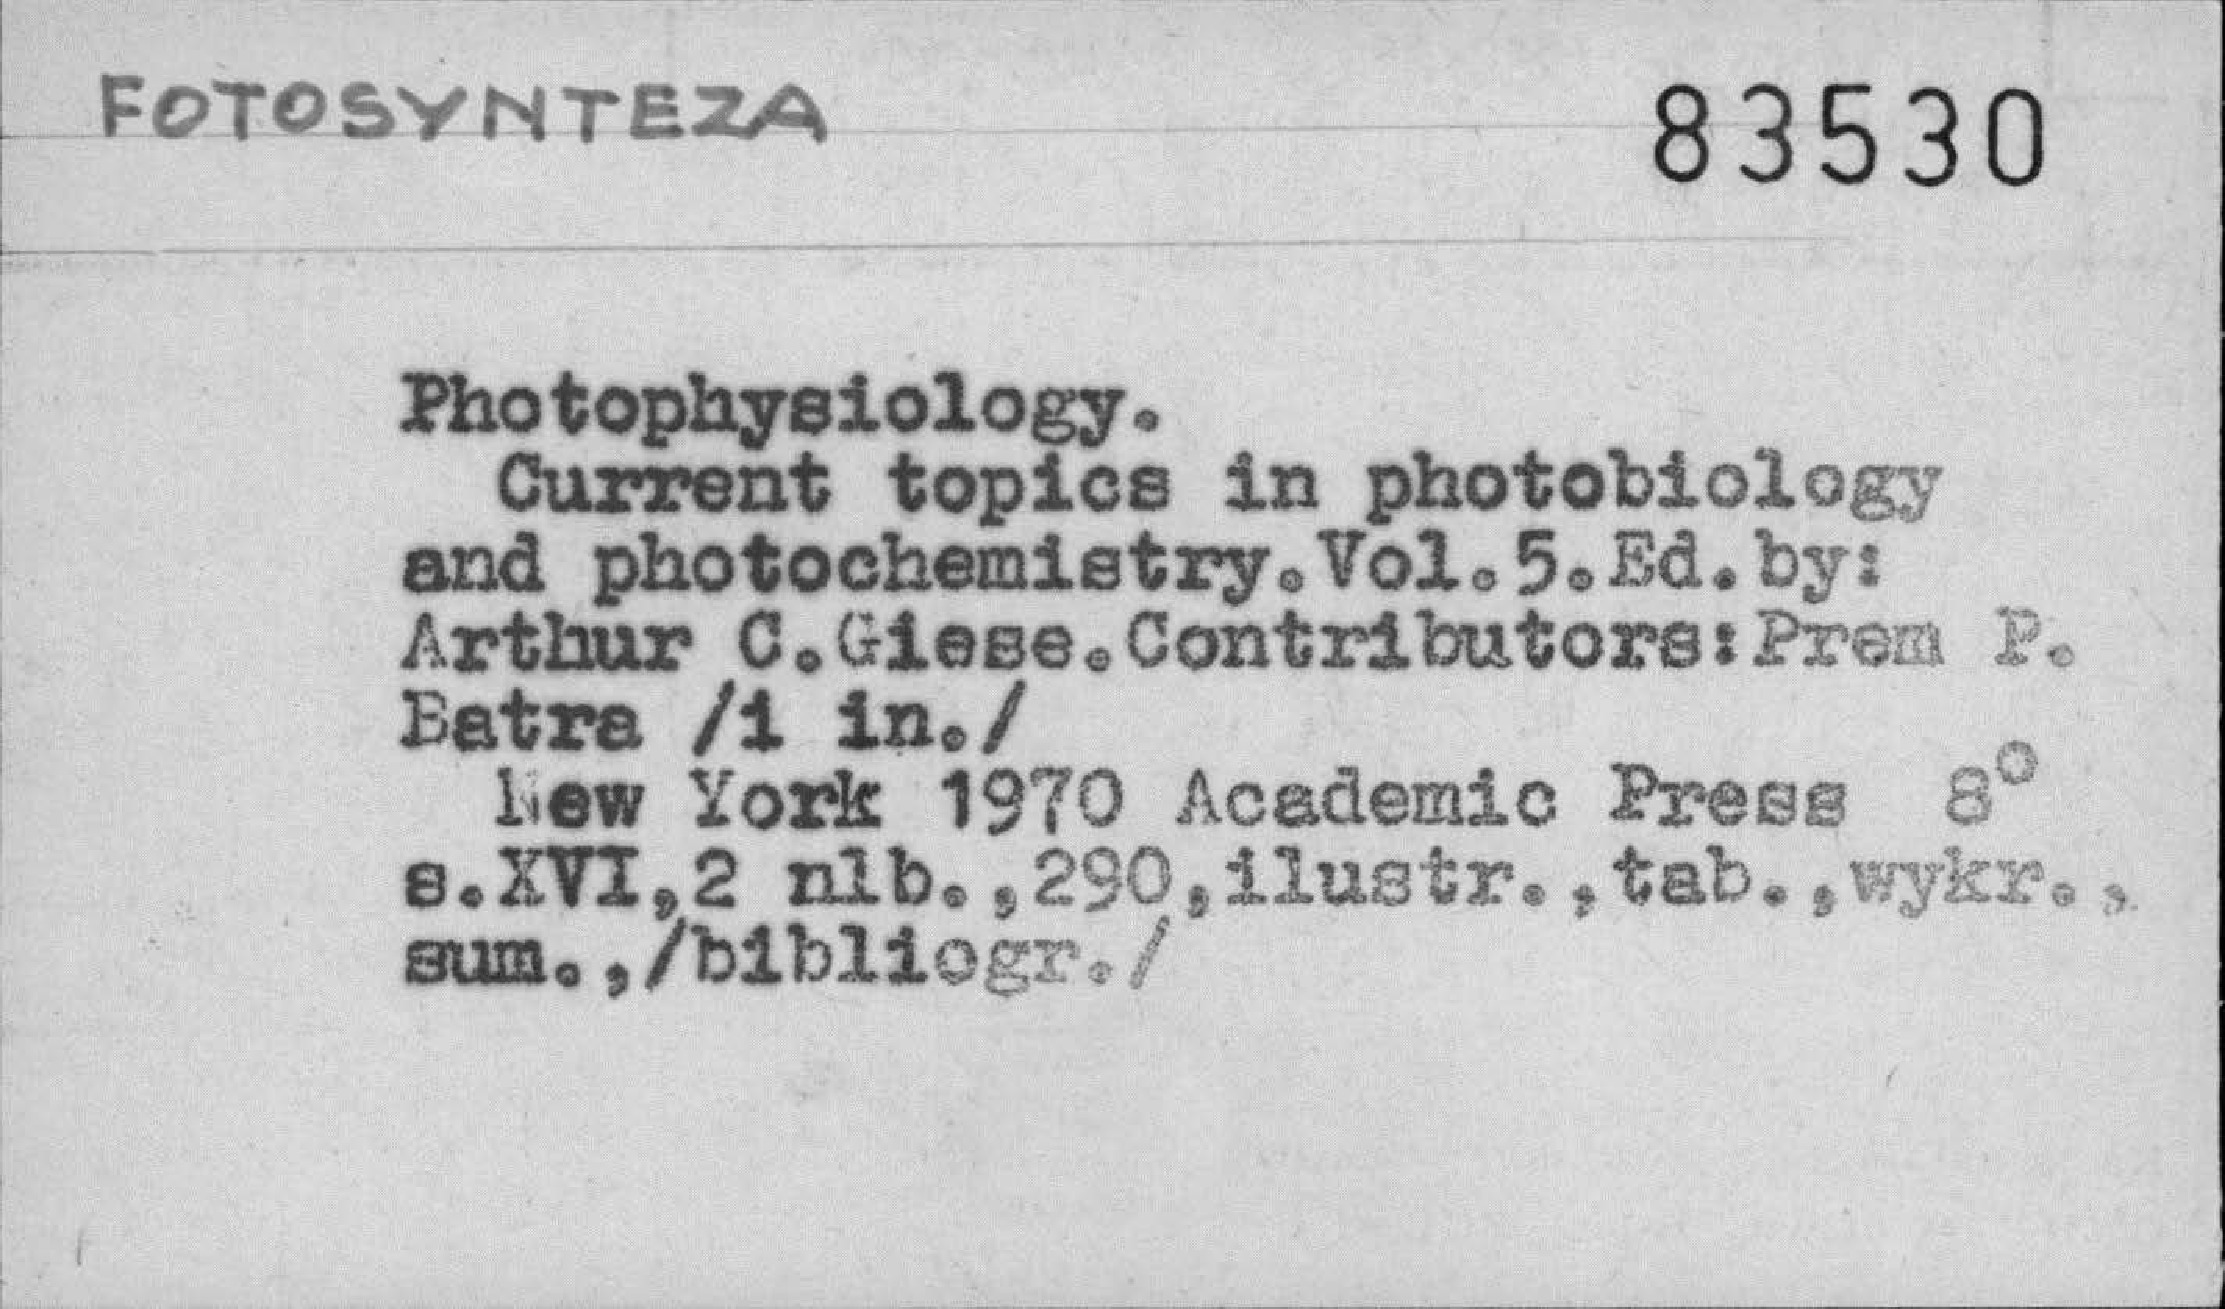 FOTOSYNTEZA
83530
Photophysiology.
Current topics in photobiology
and photochemistry.Vol.5.Ed.by:
Arthur C.Giese.Contributors:Prem P.
Batra /i in./
New York 1970 Academic Press 8°
s.XVI,2 nlb.,290,ilustr.,tab.,wykr.,
sum.,/bibliogr./